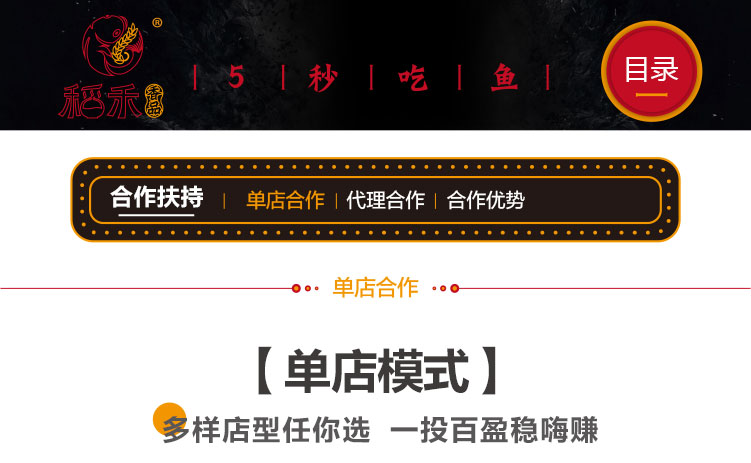 ®
稻禾
| 5 | 秒 | 吃 | 鱼 |
目录
合作扶持 | 单店合作 | 代理合作 | 合作优势
单店合作
【单店模式】
多样店型任你选 一投百盈稳嗨赚